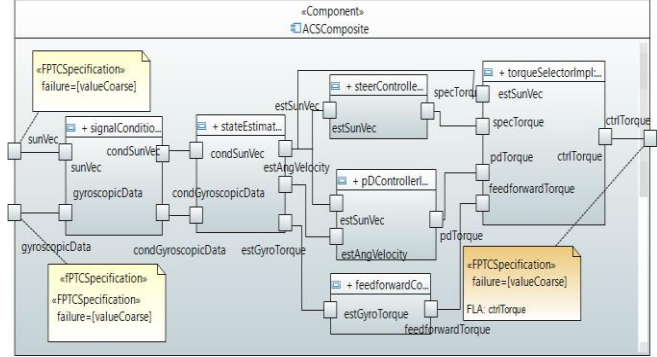 «Component»
ACSComposite
«FPTCSpecification»
failure=[valueCoarse]
sunVec
+ signalConditio...
sunVec
gyroscopicData
condSunVec
gyroscopicData
+ stateEstimat...
condSunVec
condGyroscopicData
condGyroscopicData
estSunVec
estAngVelocity
estGyroTorque
+ steerControlle...
estSunVec
specTorqu
+ pDControllerI...
estSunVec
estAngVelocity
pdTorque
+ feedforwardCo...
estGyroTorque
feedforwardTorque
+ torqueSelectorImpl:...
estSunVec
specTorque
pdTorque
feedforwardTorque
ctrlTorque
ctrlTorque
«fPTCSpecification»
«FPTCSpecification»
failure=[valueCoarse]
«FPTCSpecification»
failure=[valueCoarse]
FLA: ctrlTorque